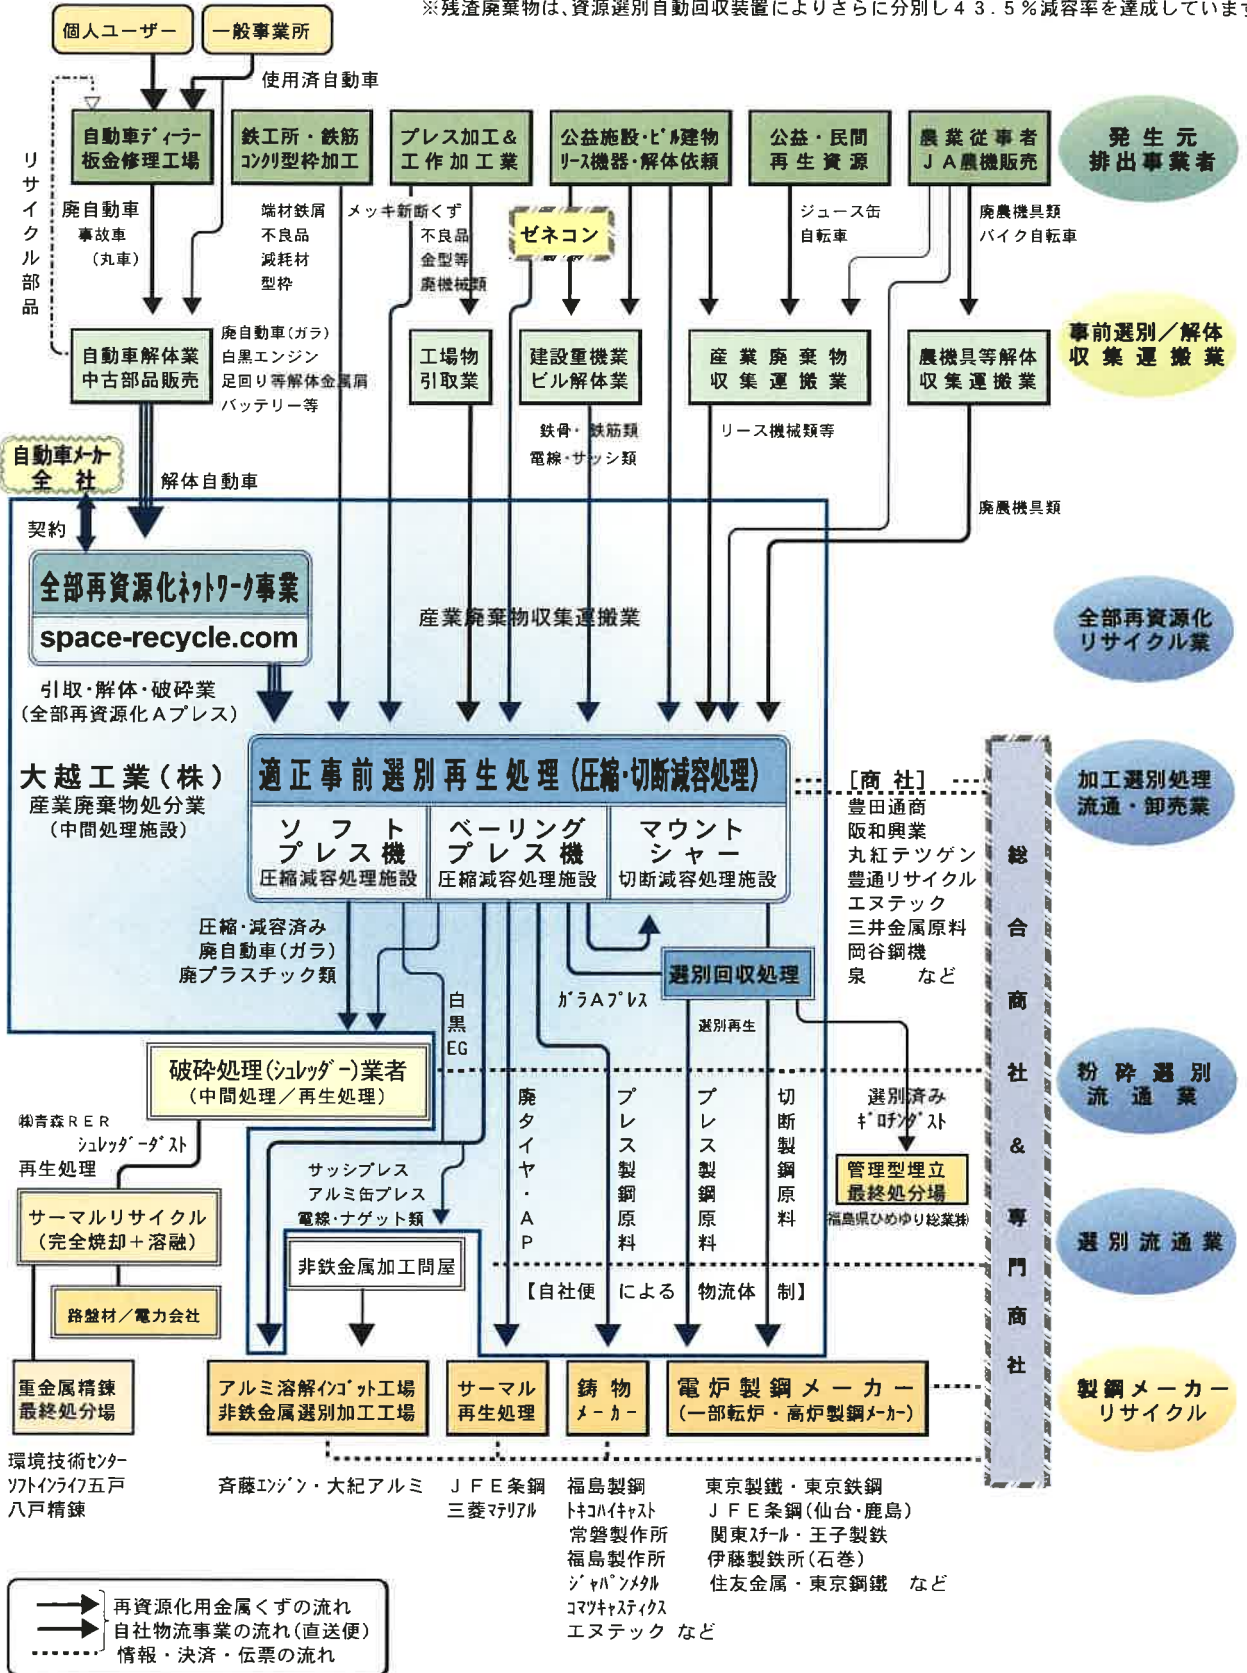 ※残渣廃棄物は、資源選別自動回収装置によりさらに分別し４３.５％減容率を達成しています
個人ユーザー
一般事業所
使用済自動車
自動車ディーラー
板金修理工場
鉄工所・鉄筋
コンクリ型枠加工
プレス加工＆
工作加工業
公益施設・ビル建物
リース機器・解体依頼
公益・民間
再生資源
農業従事者
ＪＡ農機販売
発生元
排出事業者
リサイクル部品
廃自動車
事故車
（丸車）
端材鉄屑
不良品
減耗材
型枠
メッキ新断くず
不良品
金型等
廃機械類
ゼネコン
ジュース缶
自転車
廃農機具類
バイク自転車
自動車解体業
中古部品販売
廃自動車(ガラ)
白黒エンジン
足回り等解体金属屑
バッテリー等
工場物
引取業
建設重機業
ビル解体業
産業廃棄物
収集運搬業
農機具等解体
収集運搬業
事前選別／解体
収集運搬業
鉄骨・鉄筋類
電線・サッシ類
リース機械類等
自動車メーカー
全社
解体自動車
契約
廃農機具類
全部再資源化ネットワーク事業
space-recycle.com
産業廃棄物収集運搬業
全部再資源化
リサイクル業
引取・解体・破砕業
(全部再資源化Ａプレス)
大越工業(株)
産業廃棄物処分業
(中間処理施設)
適正事前選別再生処理(圧縮・切断減容処理)
ソフト
プレス機
圧縮減容処理施設
ベーリング
プレス機
圧縮減容処理施設
マウント
シャー
切断減容処理施設
［商社］
豊田通商
阪和興業
丸紅テツゲン
豊通リサイクル
エヌテック
三井金属原料
岡谷鋼機
泉　など
総合商社＆専門商社
加工選別処理
流通・卸売業
圧縮・減容済み
廃自動車(ガラ)
廃プラスチック類
白黒EG
ガラＡプレス
選別回収処理
選別再生
破砕処理(シュレッダー)業者
(中間処理／再生処理)
粉砕選別
流通業
㈱青森ＲＥＲ
シュレッダーダスト
再生処理
廃タイヤ・ＡＰ
プレス製鋼原料
プレス製鋼原料
切断製鋼原料
選別済み
ギロチンダスト
サッシプレス
アルミ缶プレス
電線・ナゲット類
管理型埋立
最終処分場
福島県ひめゆり総業㈱
サーマルリサイクル
(完全焼却＋溶融)
非鉄金属加工問屋
選別流通業
【自社便による物流体制】
路盤材／電力会社
重金属精錬
最終処分場
アルミ溶解インゴット工場
非鉄金属選別加工工場
サーマル
再生処理
鋳物
メーカー
電炉製鋼メーカー
(一部転炉・高炉製鋼メーカー)
製鋼メーカー
リサイクル
環境技術センター
ソフトインライフ五戸
八戸精錬
斉藤エンジン・大紀アルミ
ＪＦＥ条鋼
三菱マテリアル
福島製鋼
トキコハイキャスト
常磐製作所
福島製作所
ジャパンメタル
コマツキャスティクス
エヌテック　など
東京製鐵・東京鉄鋼
ＪＦＥ条鋼(仙台・鹿島)
関東スチール・王子製鉄
伊藤製鉄所(石巻)
住友金属・東京鋼鐵　など
再資源化用金属くずの流れ
自社物流事業の流れ(直送便)
情報・決済・伝票の流れ